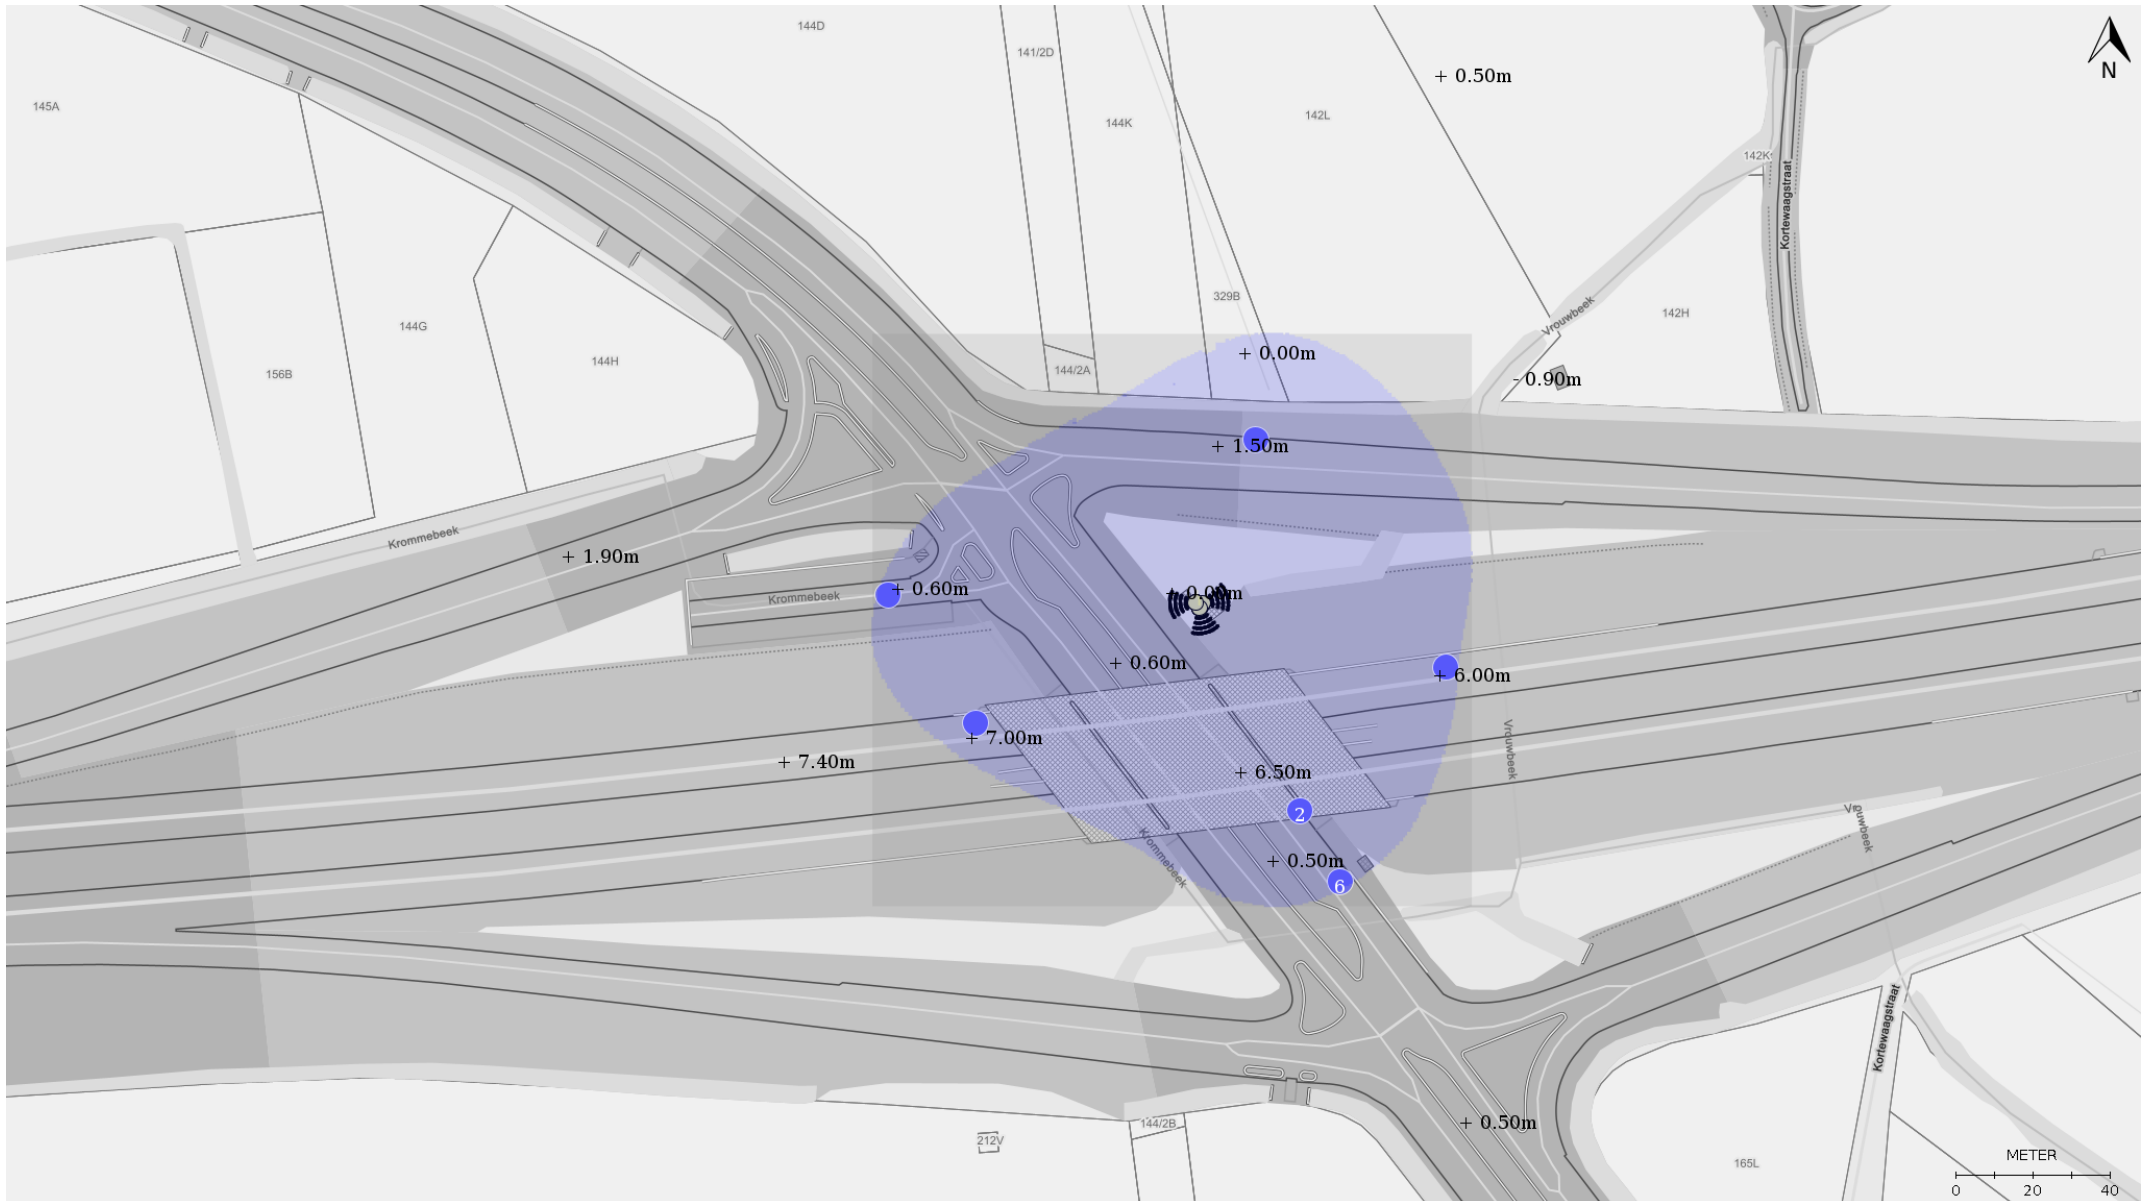 144D
141/2D
+ 0.50m
N
145A
144K
142L
142K
Kortewaagstraat
329B
Vrouwbeek
142H
144G
+ 0.00m
144H
156B
144/2A
- 0.90m
+ 1.50m
Krommebeek
+ 1.90m
+ 0.60m
Krommebeek
+ 0.00m
+ 0.60m
+ 6.00m
+ 7.00m
+ 7.40m
+ 6.50m
Vrouwbeek
2
Vrouwbeek
Krommebeek
+ 0.50m
6
Kortewaagstraat
+ 0.50m
144/2B
212V
165L
METER
0 20 40